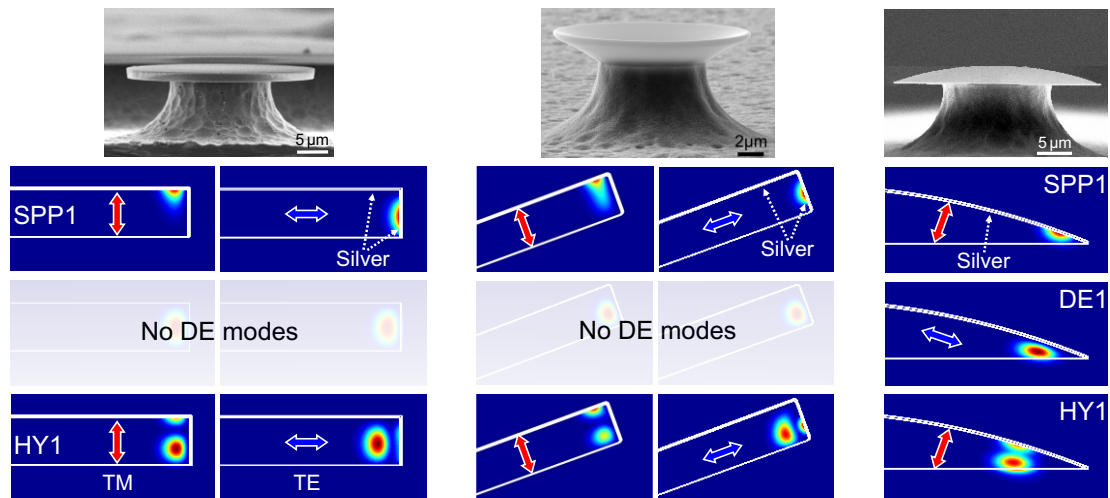 5 μm
2μm
5 μm
SPP1
Silver
Silver
SPP1
Silver
No DE modes
No DE modes
DE1
HY1
TM
TE
HY1